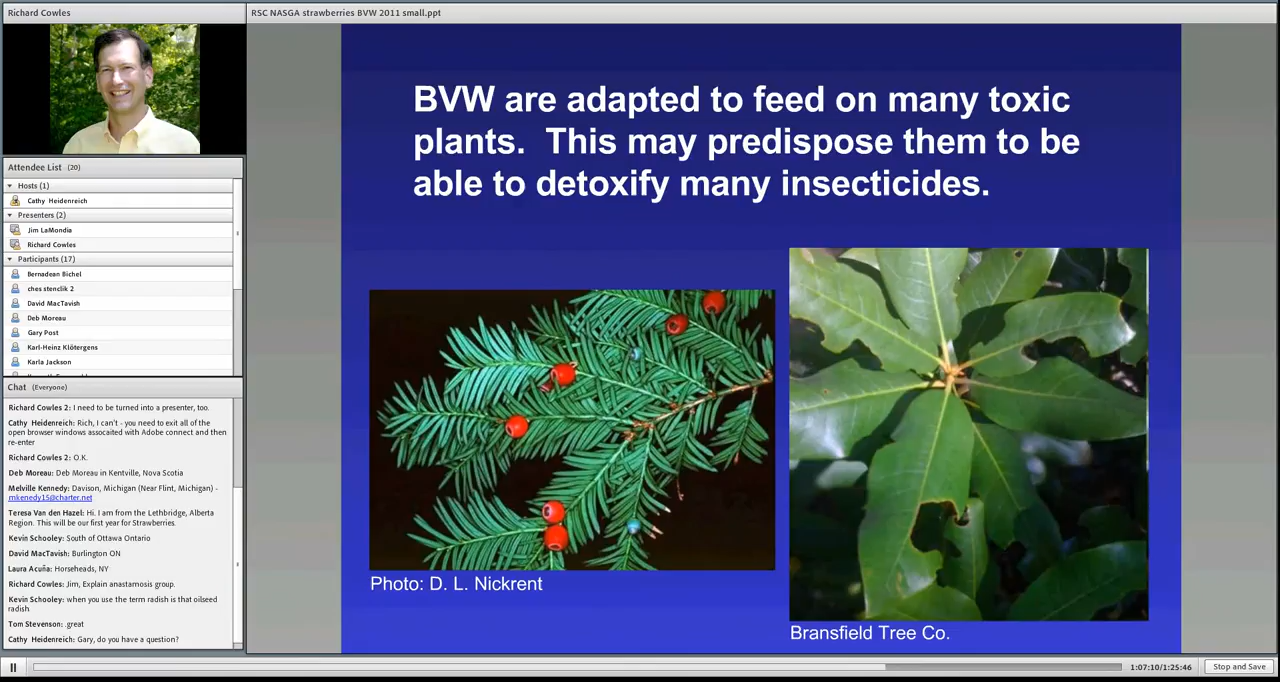 Richard Cowles
RSC NASGA strawberries BVW 2011 small.ppt
Attendee List (20)
Hosts (1)
Cathy Heidenreich
Presenters (2)
Jim LaMondia
Richard Cowles
Participants (17)
Bernadean Bichel
ches stenclik 2
David MacTavish
Deb Moreau
Gary Post
Karl-Heinz Klötergens
Karla Jackson
Chat (Everyone)
Richard Cowles 2: I need to be turned into a presenter, too.
Cathy Heidenreich: Rich, I can't - you need to exit all of the
open browser windows assocaited with Adobe connect and then
re-enter
Richard Cowles 2: O.K.
Deb Moreau: Deb Moreau in Kentville, Nova Scotia
Melville Kennedy: Davison, Michigan (Near Flint, Michigan) -
mkenedy15@charter.net
Teresa Van den Hazel: Hi. I am from the Lethbridge, Alberta
Region. This will be our first year for Strawberries.
Kevin Schooley: South of Ottawa Ontario
David MacTavish: Burlington ON
Laura Acuña: Horseheads, NY
Richard Cowles: Jim, Explain anastamosis group.
Kevin Schooley: when you use the term radish is that oilseed
radish.
Tom Stevenson: .great
Cathy Heidenreich: Gary, do you have a question?
BVW are adapted to feed on many toxic
plants. This may predispose them to be
able to detoxify many insecticides.
Photo: D. L. Nickrent
Bransfield Tree Co.
1:07:10/1:25:46
Stop and Save